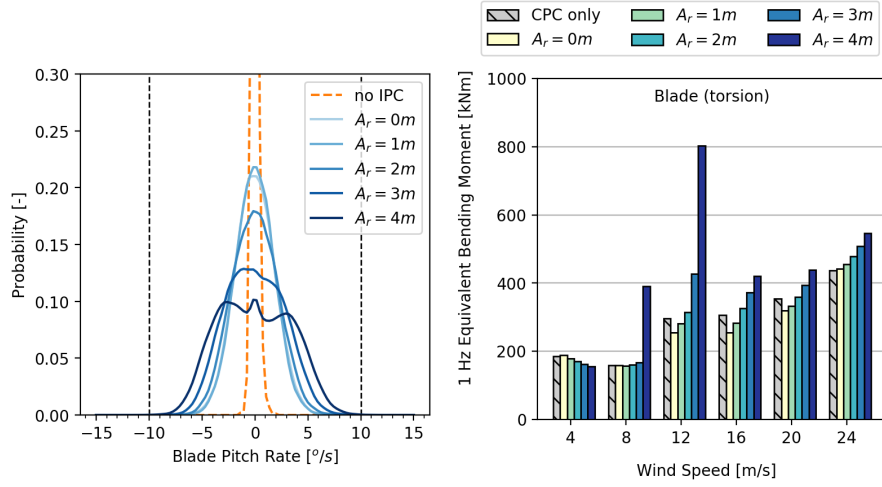 0.30
0.25
0.20
0.15
0.10
0.05
0.00
Probability [-]
−15 −10 −5 0 5 10 15
Blade Pitch Rate [°/s]
no IPC
A_r = 0m
A_r = 1m
A_r = 2m
A_r = 3m
A_r = 4m
CPC only
A_r = 0m
A_r = 1m
A_r = 2m
A_r = 3m
A_r = 4m
Blade (torsion)
1000
800
600
400
200
0
1 Hz Equivalent Bending Moment [kNm]
4 8 12 16 20 24
Wind Speed [m/s]